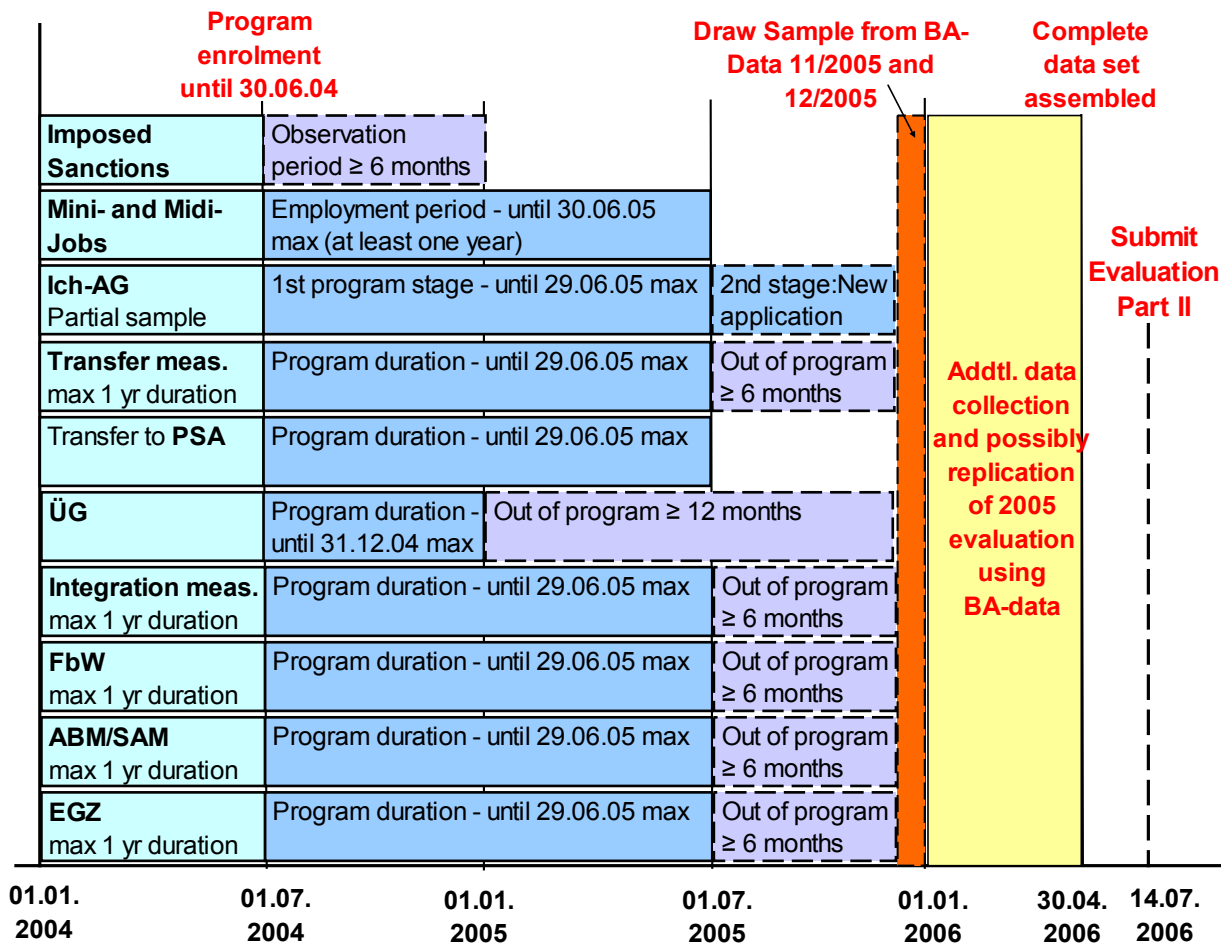 Program
enrolment
until 30.06.04
Draw Sample from BA-
Data 11/2005 and
12/2005
Complete
data set
assembled
Imposed
Sanctions
Observation
period ≥ 6 months
Mini- and Midi-
Jobs
Employment period - until 30.06.05
max (at least one year)
Ich-AG
Partial sample
1st program stage - until 29.06.05 max
2nd stage:New
application
Transfer meas.
max 1 yr duration
Program duration - until 29.06.05 max
Out of program
≥ 6 months
Transfer to PSA
Program duration - until 29.06.05 max
ÜG
Program duration -
until 31.12.04 max
Out of program ≥ 12 months
Integration meas.
max 1 yr duration
Program duration - until 29.06.05 max
Out of program
≥ 6 months
FbW
max 1 yr duration
Program duration - until 29.06.05 max
Out of program
≥ 6 months
ABM/SAM
max 1 yr duration
Program duration - until 29.06.05 max
Out of program
≥ 6 months
EGZ
max 1 yr duration
Program duration - until 29.06.05 max
Out of program
≥ 6 months
Addtl. data
collection
and possibly
replication
of 2005
evaluation
using
BA-data
Submit
Evaluation
Part II
01.01.
2004
01.07.
2004
01.01.
2005
01.07.
2005
01.01.
2006
30.04.
2006
14.07.
2006